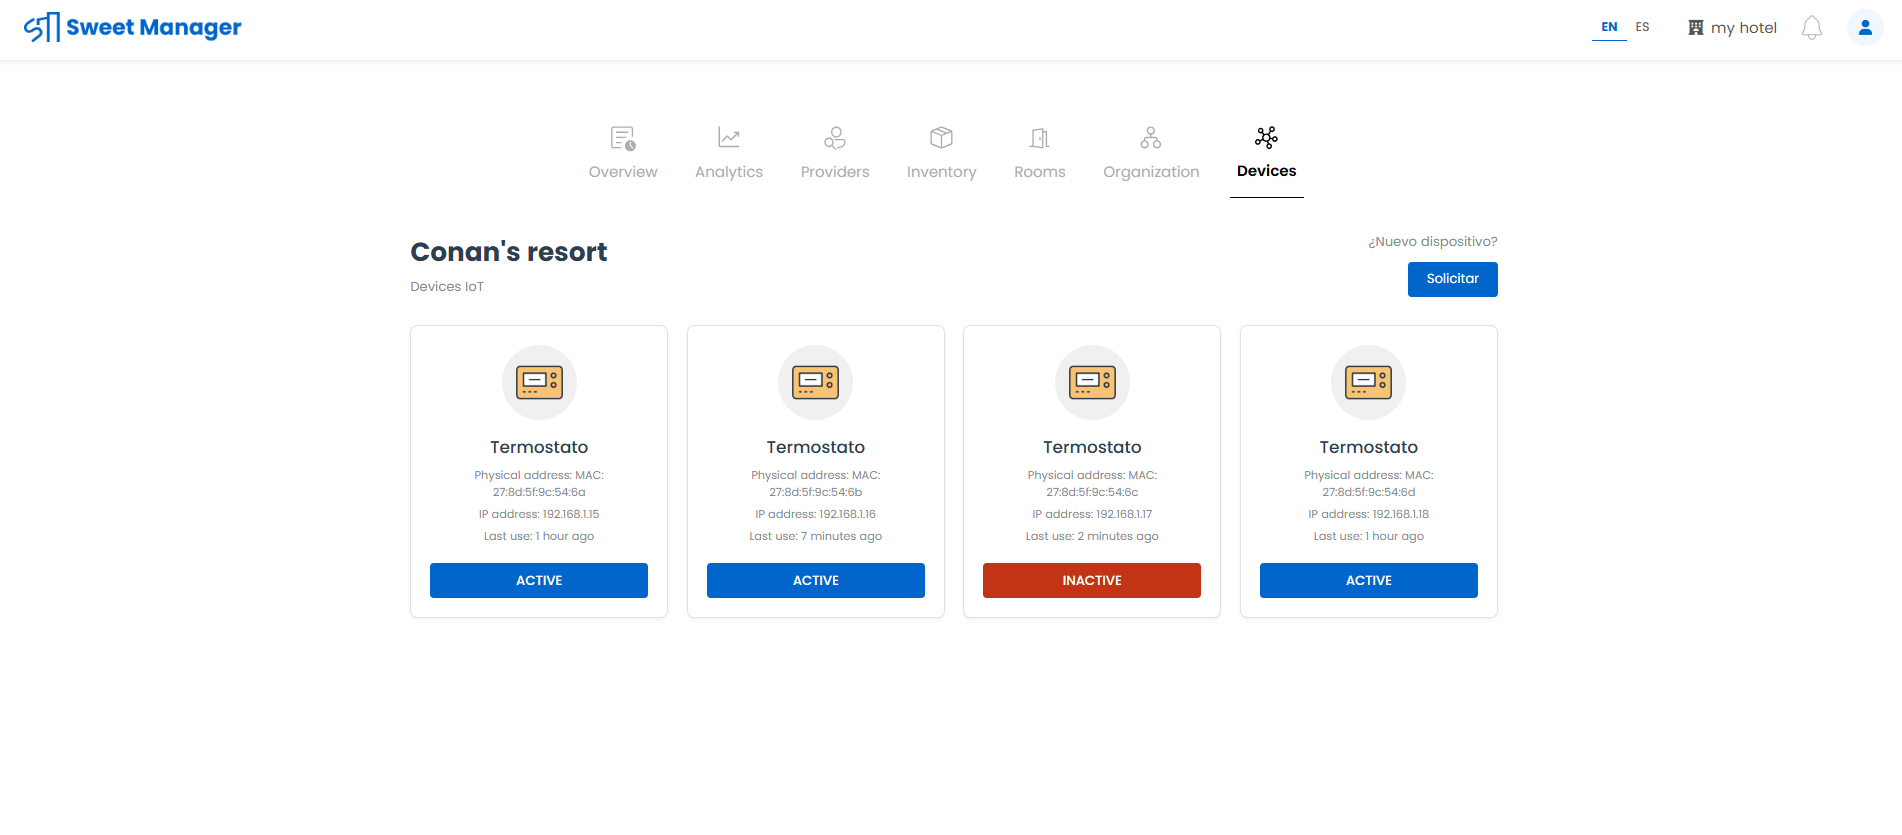 Sweet Manager
EN ES
my hotel
Overview
Analytics
Providers
Inventory
Rooms
Organization
Devices
Conan's resort
Devices IoT
¿Nuevo dispositivo?
Solicitar
Termostato
Physical address: MAC:
27:8d:5f:9c:54:6a
IP address: 192.168.1.15
Last use: 1 hour ago
ACTIVE
Termostato
Physical address: MAC:
27:8d:5f:9c:54:6b
IP address: 192.168.1.16
Last use: 7 minutes ago
ACTIVE
Termostato
Physical address: MAC:
27:8d:5f:9c:54:6c
IP address: 192.168.1.17
Last use: 2 minutes ago
INACTIVE
Termostato
Physical address: MAC:
27:8d:5f:9c:54:6d
IP address: 192.168.1.18
Last use: 1 hour ago
ACTIVE